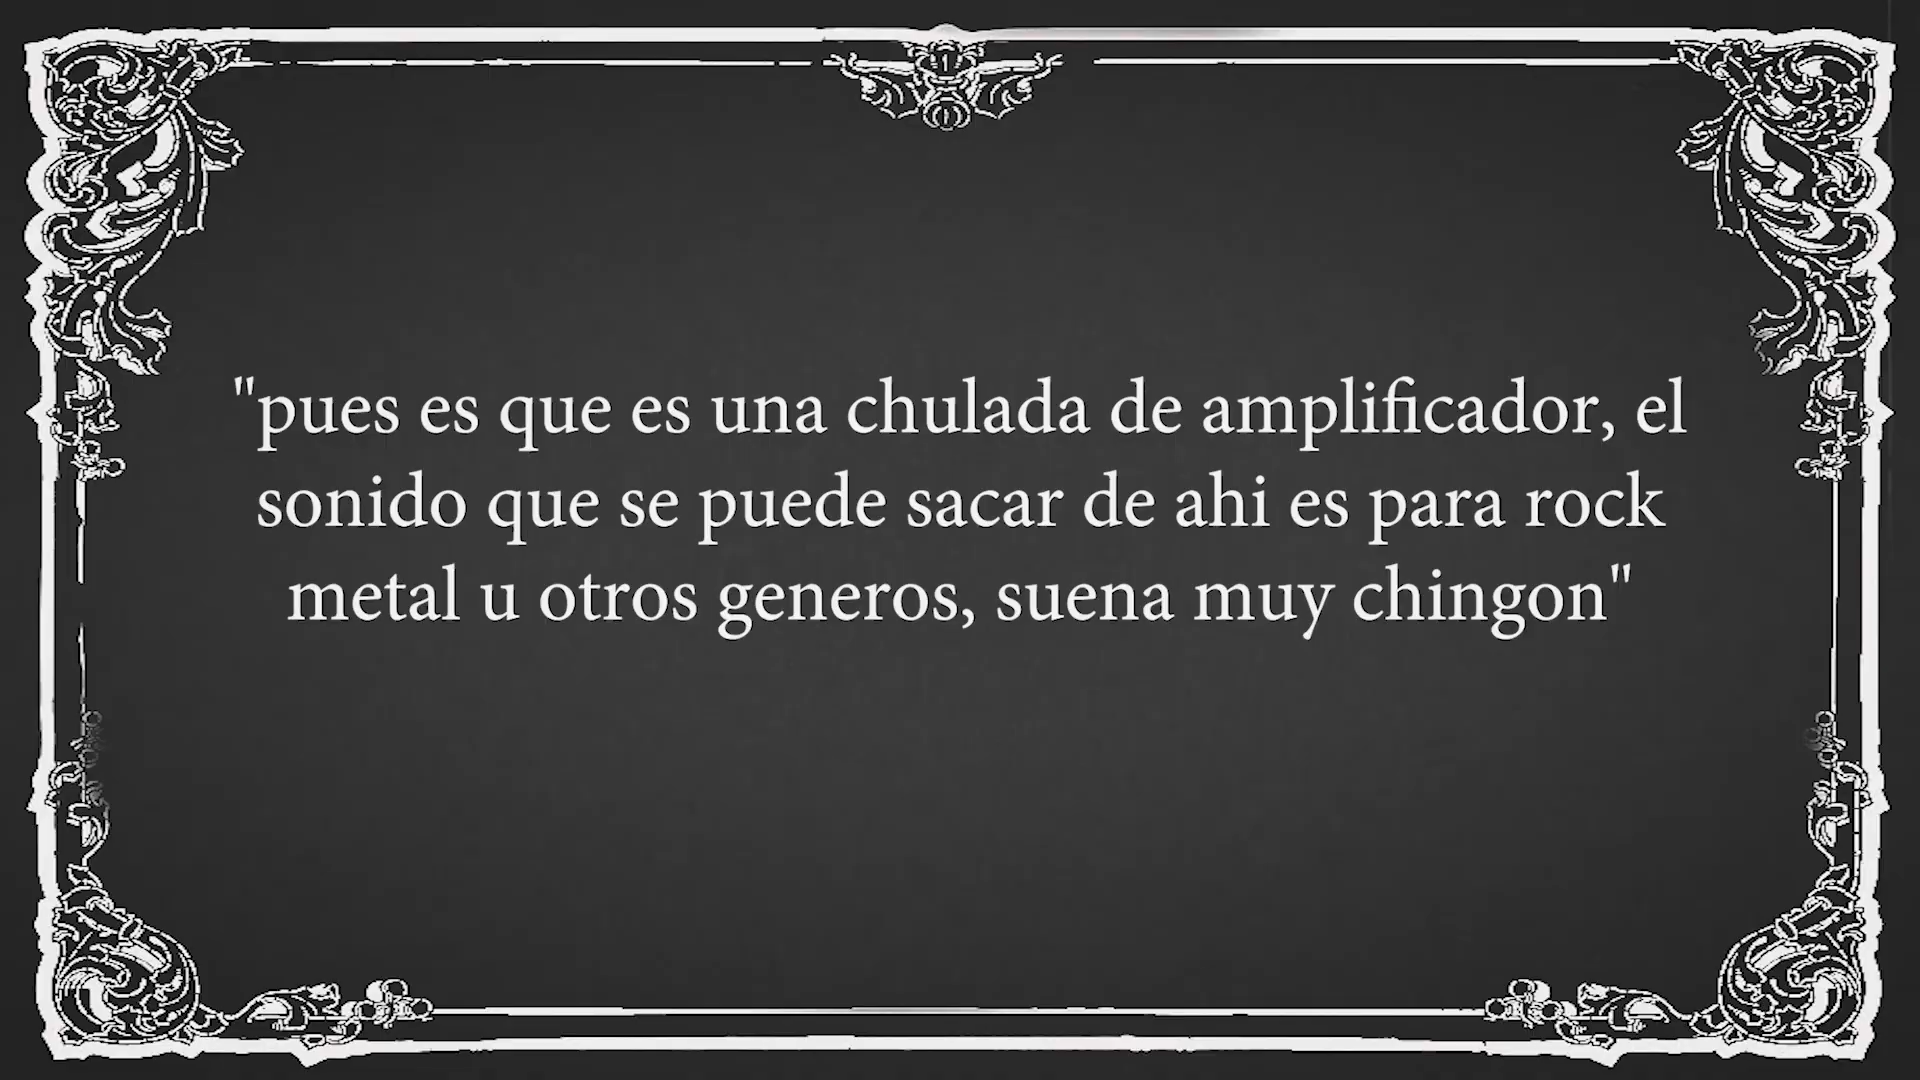 "pues es que es una chulada de amplificador, el
sonido que se puede sacar de ahi es para rock
metal u otros generos, suena muy chingon"